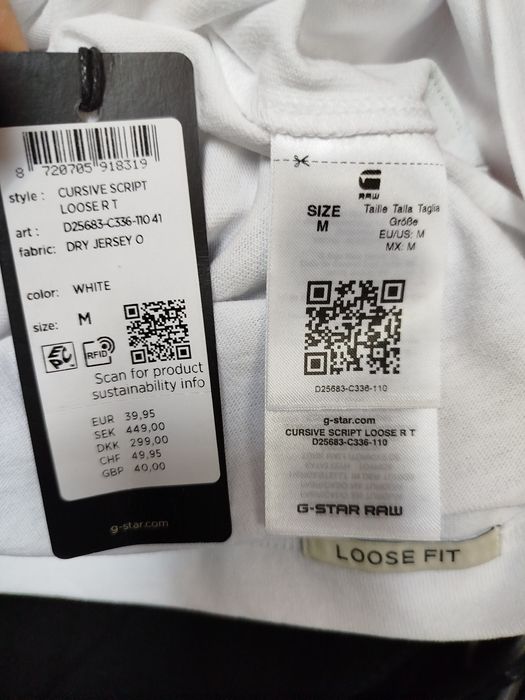 8 720705 918319
style : CURSIVE SCRIPT
LOOSE R T
art : D25683-C336-110 41
fabric: DRY JERSEY O
color: WHITE
size: M
EPC RFID
Scan for product
sustainability info
EUR 39,95
SEK 449,00
DKK 299,00
CHF 49,95
GBP 40,00
g-star.com
RAW
SIZE Taille Talla Taglia
M Größe
EU/US: M
MX: M
D25683-C336-110
g-star.com
CURSIVE SCRIPT LOOSE R T
D25683-C336-110
G-STAR RAW
LOOSE FIT